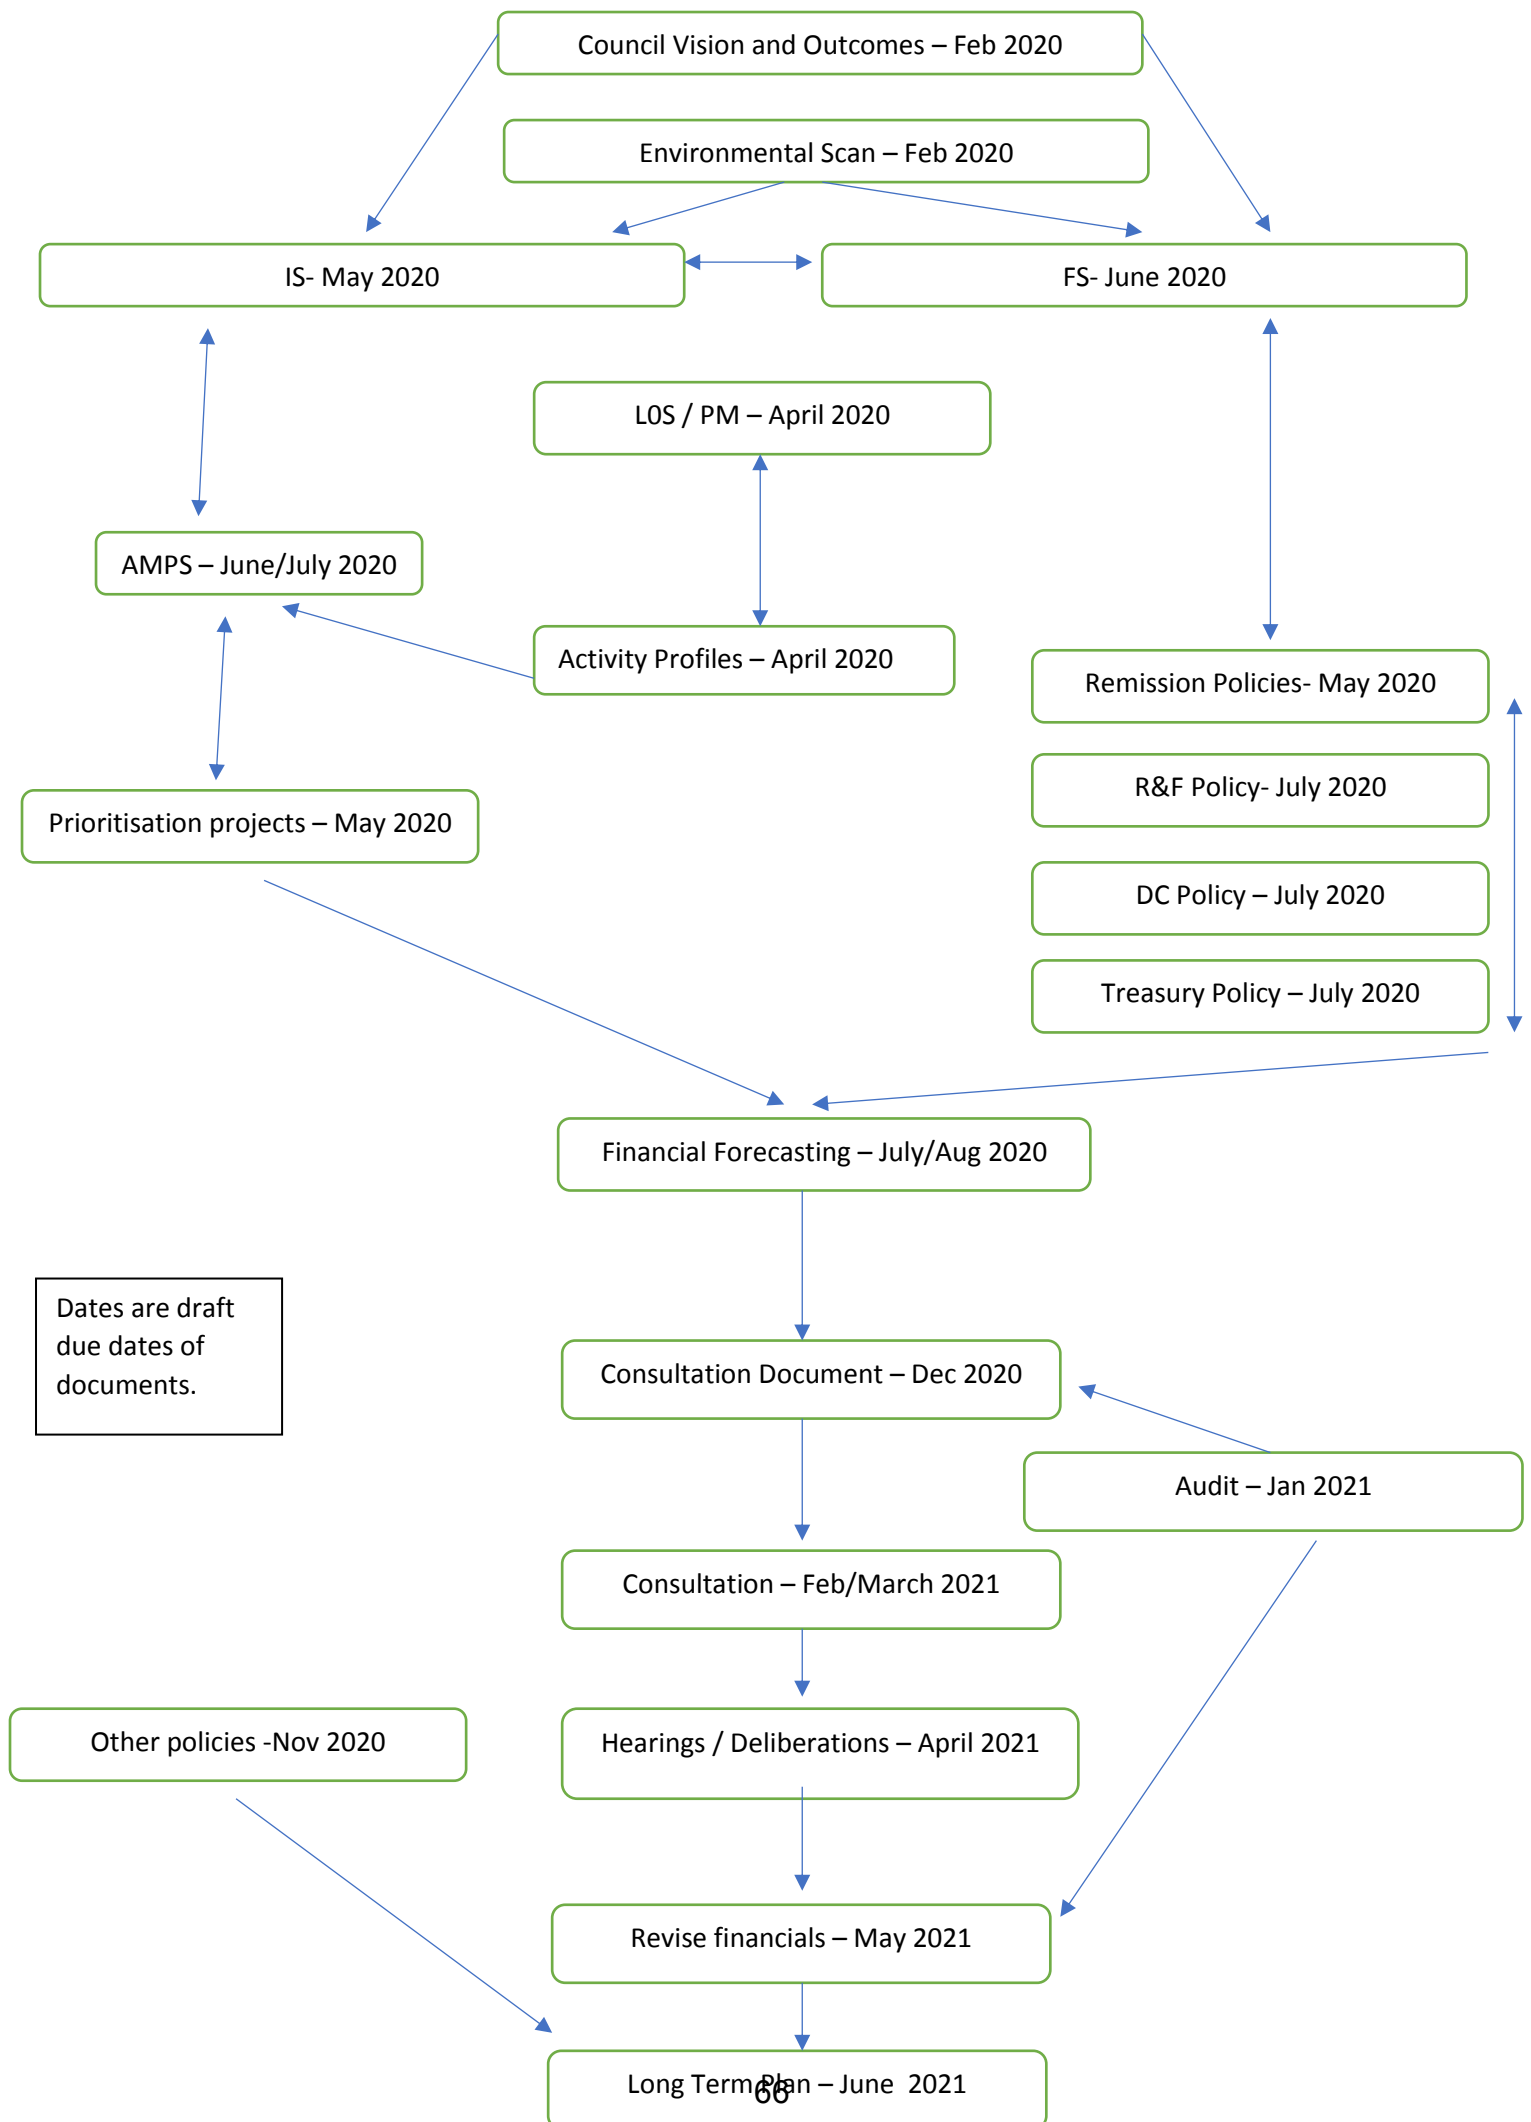 Council Vision and Outcomes – Feb 2020
Environmental Scan – Feb 2020
IS- May 2020
FS- June 2020
L0S / PM – April 2020
AMPS – June/July 2020
Activity Profiles – April 2020
Remission Policies- May 2020
R&F Policy- July 2020
Prioritisation projects – May 2020
DC Policy – July 2020
Treasury Policy – July 2020
Financial Forecasting – July/Aug 2020
Dates are draft
due dates of
documents.
Consultation Document – Dec 2020
Audit – Jan 2021
Consultation – Feb/March 2021
Other policies -Nov 2020
Hearings / Deliberations – April 2021
Revise financials – May 2021
Long Term Plan – June  2021
66